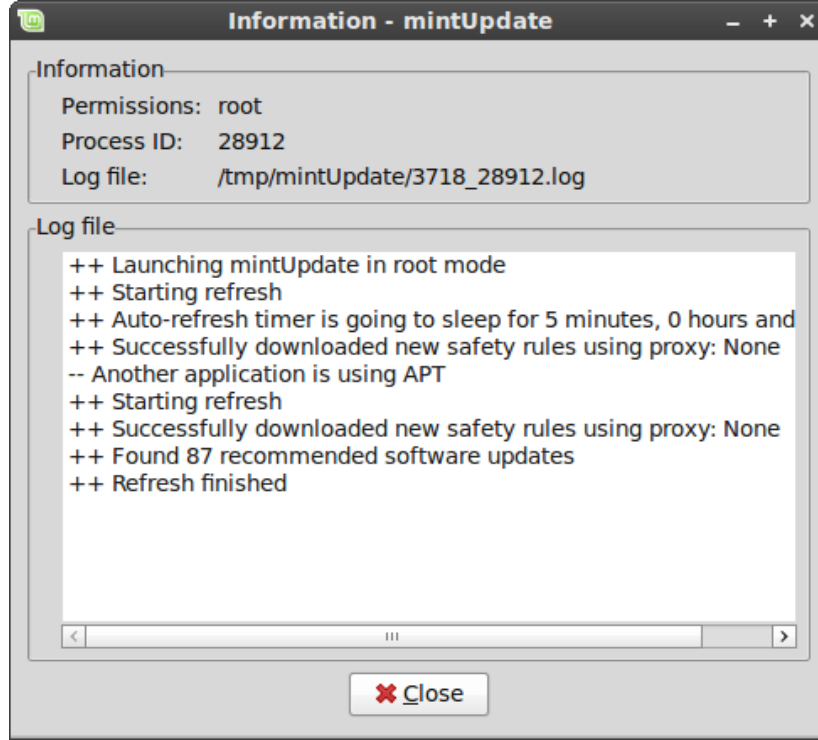 Information - mintUpdate
Information
Permissions: root
Process ID: 28912
Log file: /tmp/mintUpdate/3718_28912.log
Log file
++ Launching mintUpdate in root mode
++ Starting refresh
++ Auto-refresh timer is going to sleep for 5 minutes, 0 hours and
++ Successfully downloaded new safety rules using proxy: None
-- Another application is using APT
++ Starting refresh
++ Successfully downloaded new safety rules using proxy: None
++ Found 87 recommended software updates
++ Refresh finished
Close